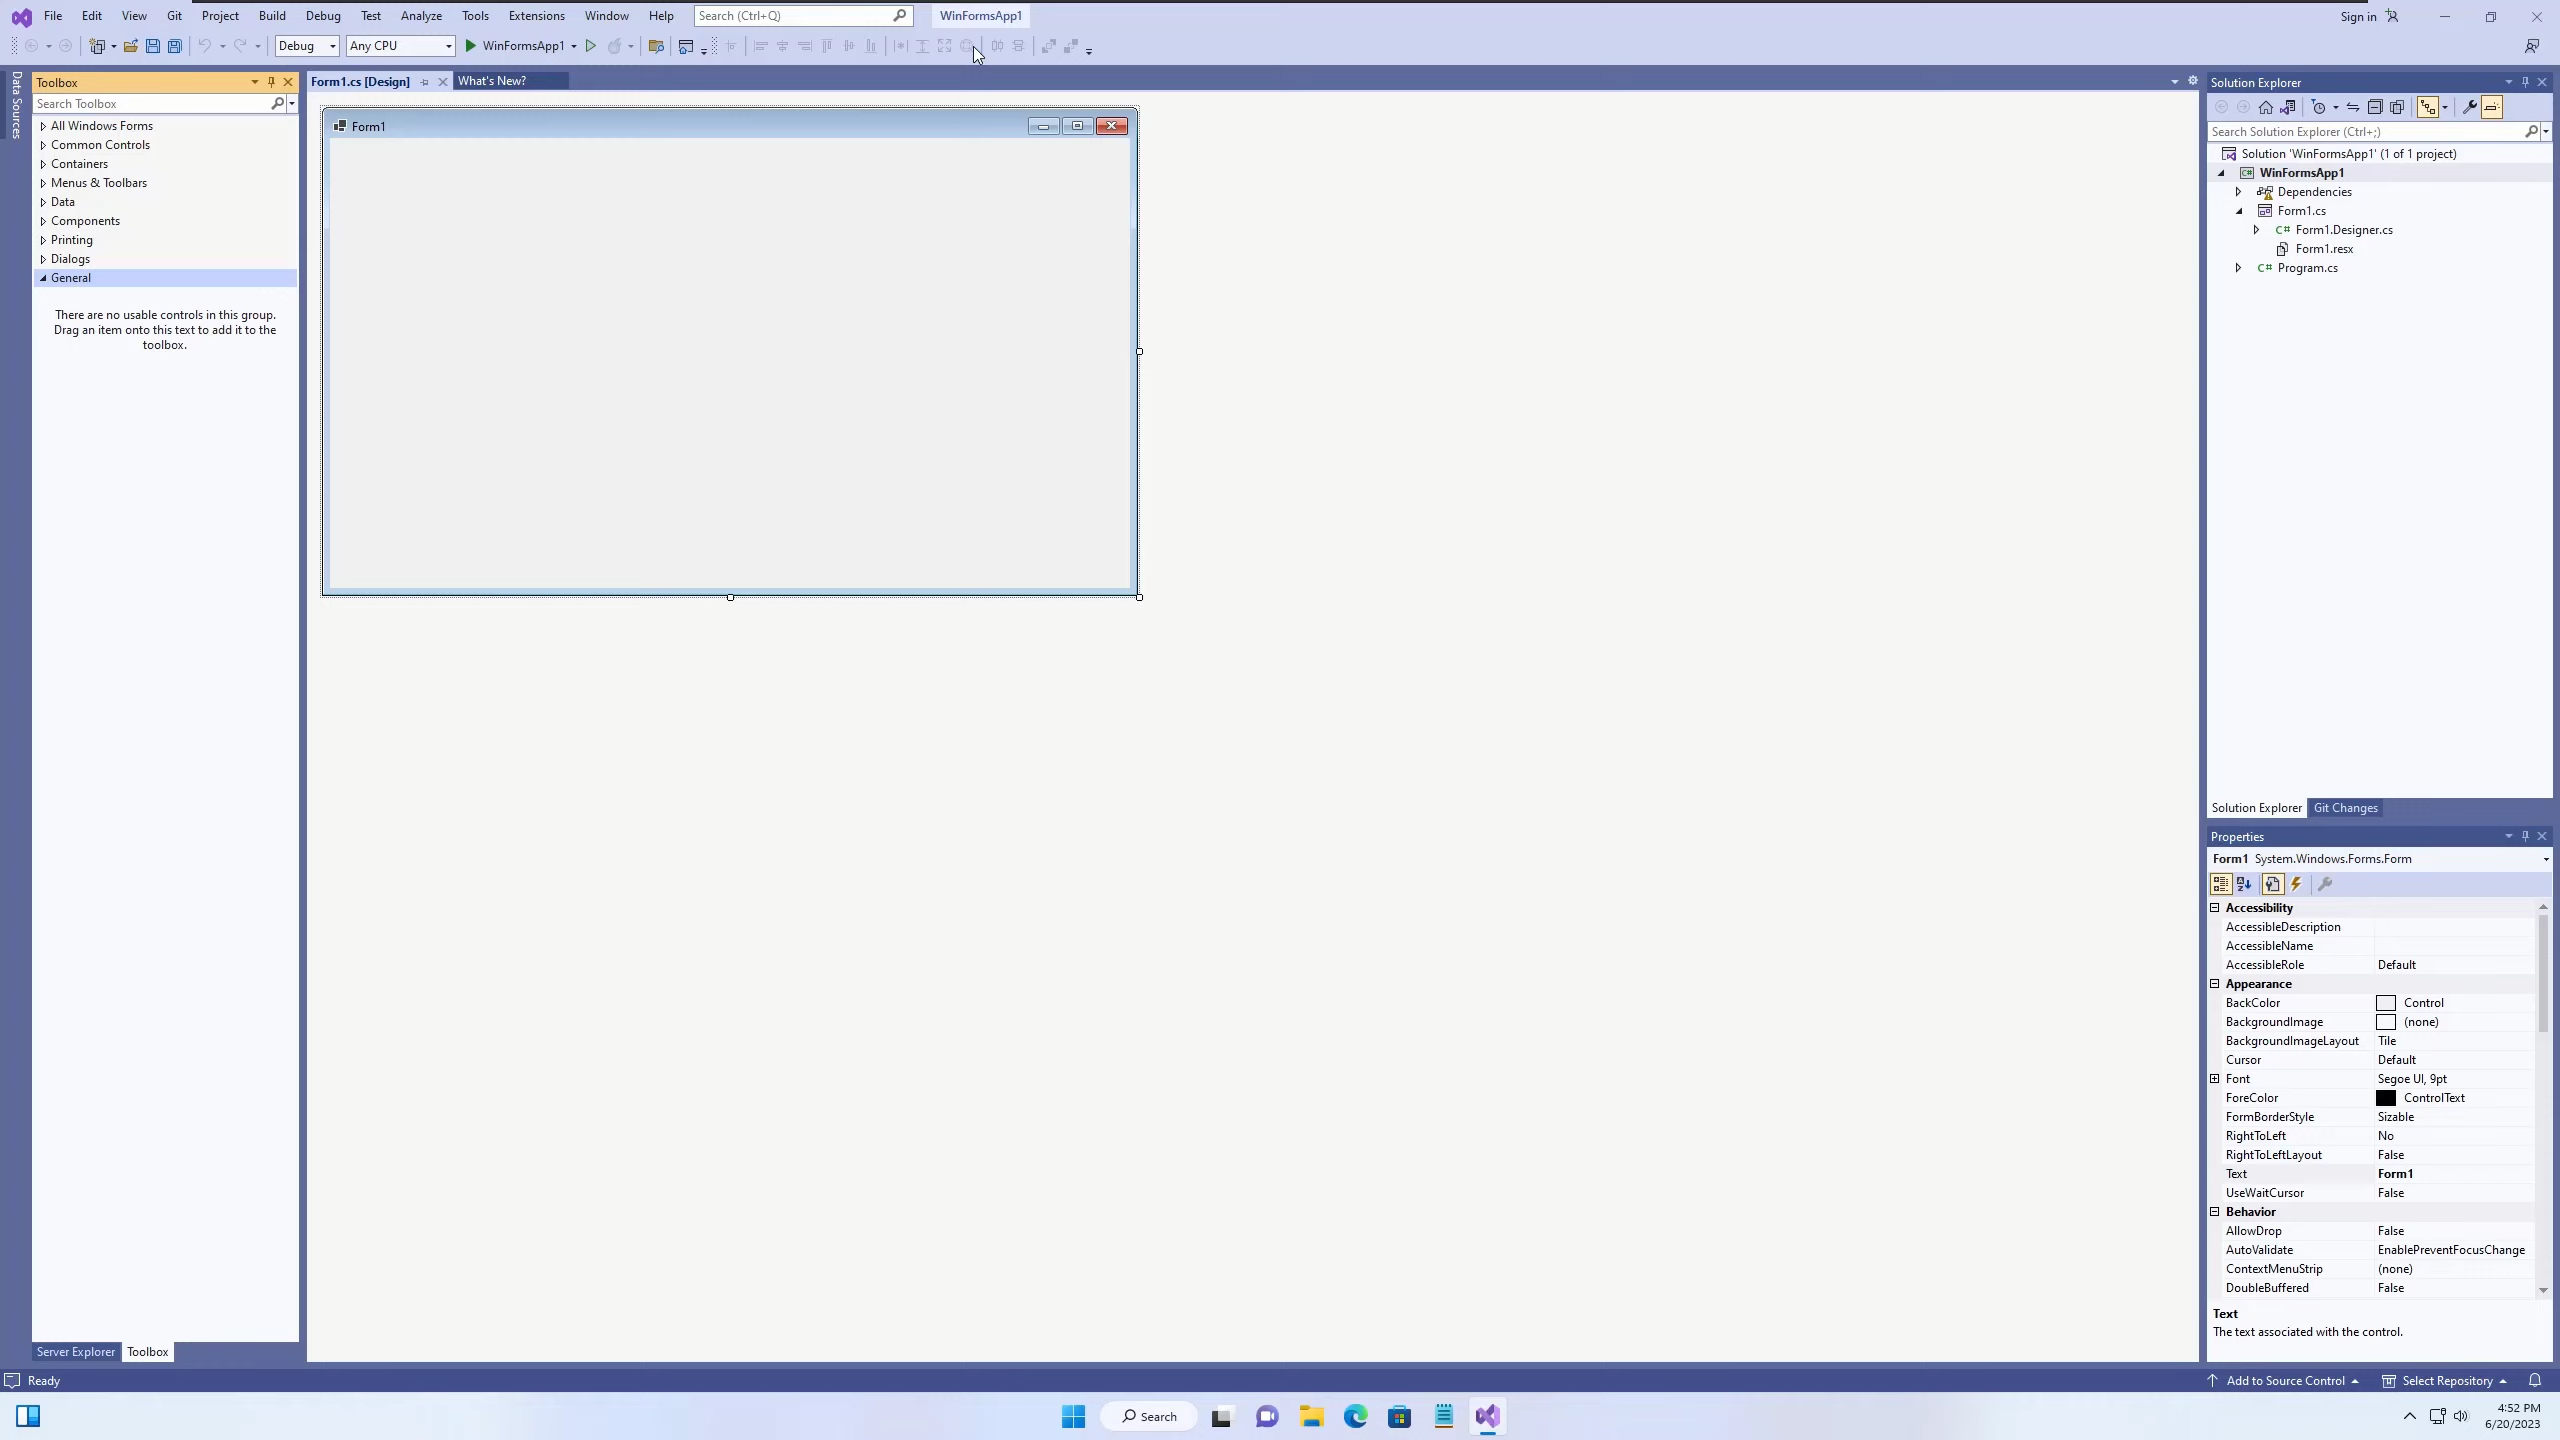 File Edit View Git Project Build Debug Test Analyze Tools Extensions Window Help Search (Ctrl+Q) WinFormsApp1 Sign in
Debug Any CPU WinFormsApp1
Data Sources
Toolbox
Search Toolbox
All Windows Forms
Common Controls
Containers
Menus & Toolbars
Data
Components
Printing
Dialogs
General
There are no usable controls in this group.
Drag an item onto this text to add it to the
toolbox.
Server Explorer Toolbox
Form1.cs [Design] What's New?
Form1
Solution Explorer
Search Solution Explorer (Ctrl+;)
Solution 'WinFormsApp1' (1 of 1 project)
C# WinFormsApp1
Dependencies
Form1.cs
C# Form1.Designer.cs
Form1.resx
C# Program.cs
Solution Explorer Git Changes
Properties
Form1 System.Windows.Forms.Form
Accessibility
AccessibleDescription
AccessibleName
AccessibleRole Default
Appearance
BackColor Control
BackgroundImage (none)
BackgroundImageLayout Tile
Cursor Default
Font Segoe UI, 9pt
ForeColor ControlText
FormBorderStyle Sizable
RightToLeft No
RightToLeftLayout False
Text Form1
UseWaitCursor False
Behavior
AllowDrop False
AutoValidate EnablePreventFocusChange
ContextMenuStrip (none)
DoubleBuffered False
Text
The text associated with the control.
Ready Add to Source Control Select Repository
Search
4:52 PM
6/20/2023